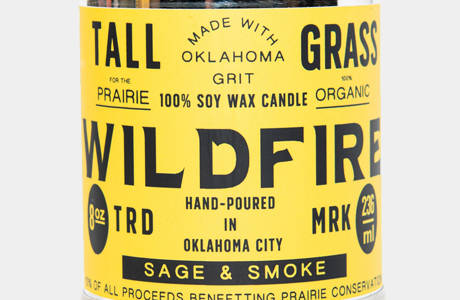 TALL
GRASS
MADE WITH
OKLAHOMA
GRIT
FOR THE
PRAIRIE
100%
ORGANIC
100% SOY WAX CANDLE
WILDFIRE
8oz
TRD
HAND-POURED
IN
OKLAHOMA CITY
MRK
236
ml
SAGE & SMOKE
OF ALL PROCEEDS BENEFITTING PRAIRIE